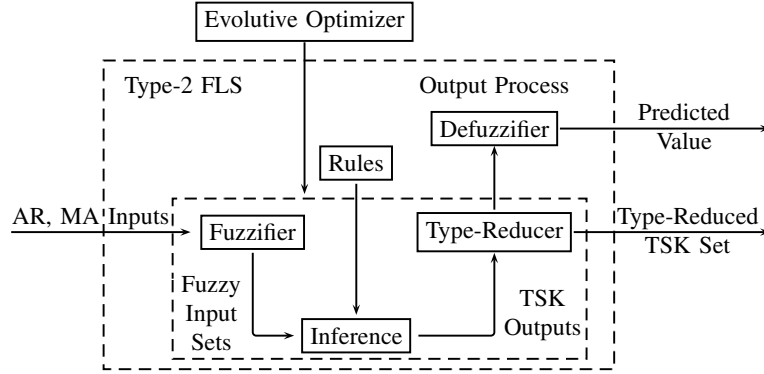 Evolutive Optimizer
Type-2 FLS
Output Process
Defuzzifier
Predicted
Value
Rules
AR, MA Inputs
Fuzzifier
Type-Reducer
Type-Reduced
TSK Set
Fuzzy
Input
Sets
Inference
TSK
Outputs